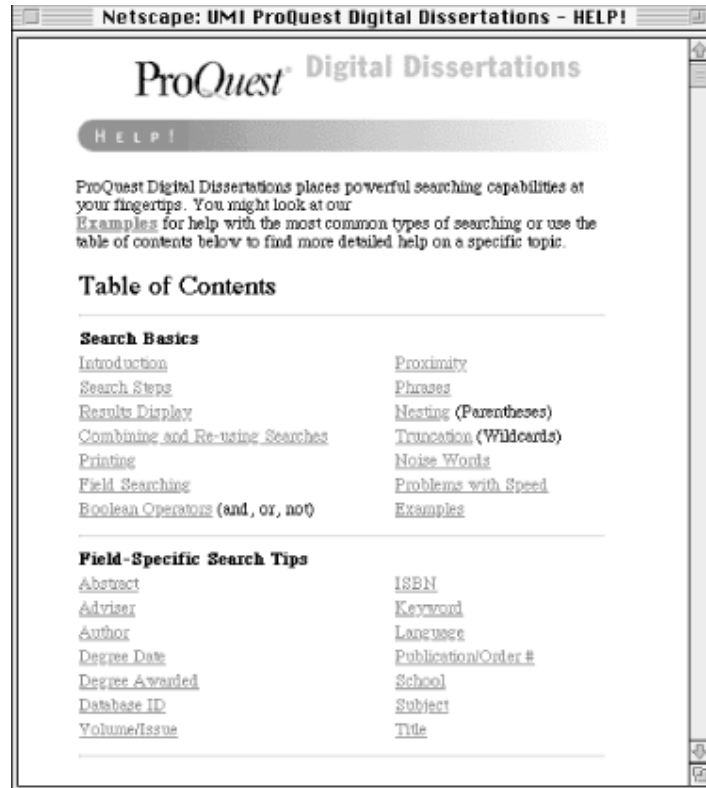 Netscape: UMI ProQuest Digital Dissertations - HELP!
ProQuest Digital Dissertations
HELP!
ProQuest Digital Dissertations places powerful searching capabilities at
your fingertips. You might look at our
Examples for help with the most common types of searching or use the
table of contents below to find more detailed help on a specific topic.
Table of Contents
Search Basics
Introduction Proximity
Search Steps Phrases
Results Display Nesting (Parentheses)
Combining and Re-using Searches Truncation (Wildcards)
Printing Noise Words
Field Searching Problems with Speed
Boolean Operators (and, or, not) Examples
Field-Specific Search Tips
Abstract ISBN
Adviser Keyword
Author Language
Degree Date Publication/Order #
Degree Awarded School
Database ID Subject
Volume/Issue Title